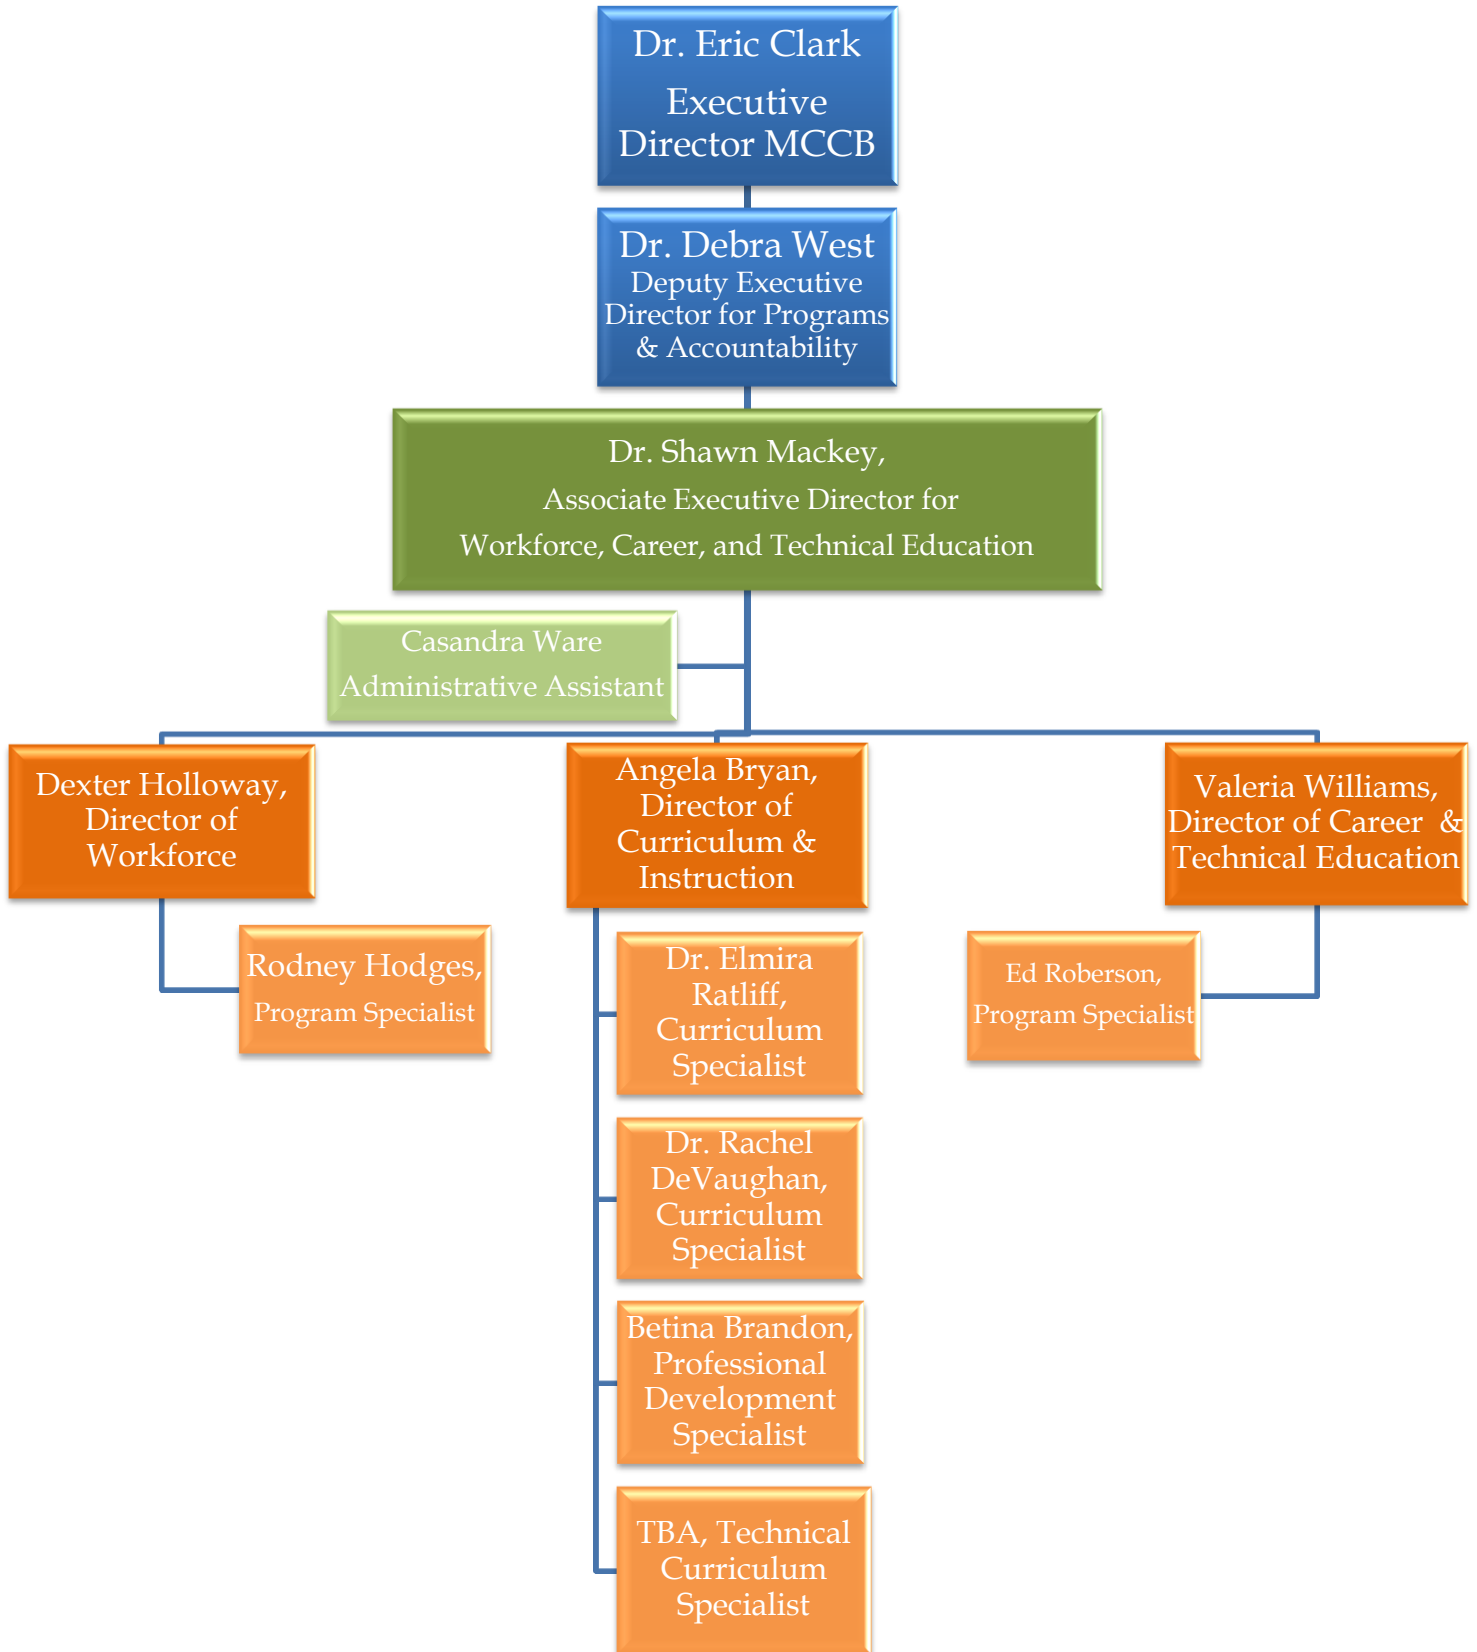 Dr. Eric Clark
Executive
Director MCCB
Dr. Debra West
Deputy Executive
Director for Programs
& Accountability
Dr. Shawn Mackey,
Associate Executive Director for
Workforce, Career, and Technical Education
Casandra Ware
Administrative Assistant
Dexter Holloway,
Director of
Workforce
Rodney Hodges,
Program Specialist
Angela Bryan,
Director of
Curriculum &
Instruction
Dr. Elmira
Ratliff,
Curriculum
Specialist
Dr. Rachel
DeVaughan,
Curriculum
Specialist
Betina Brandon,
Professional
Development
Specialist
TBA, Technical
Curriculum
Specialist
Valeria Williams,
Director of Career &
Technical Education
Ed Roberson,
Program Specialist